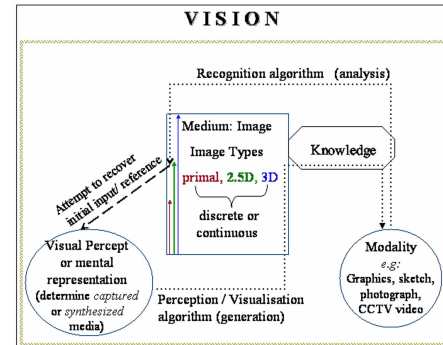 VISION
Recognition algorithm (analysis)
Medium: Image
Image Types
primal, 2.5D, 3D
discrete or
continuous
Knowledge
Attempt to recover
initial input/ reference
Visual Percept
or mental
representation
(determine captured
or synthesized
media)
Perception / Visualisation
algorithm (generation)
Modality
e.g:
Graphics, sketch,
photograph,
CCTV video